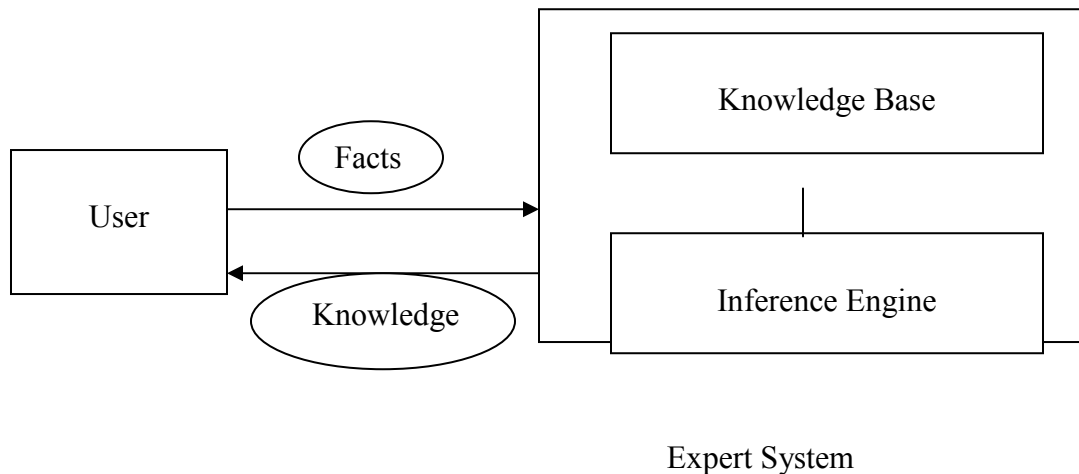 Knowledge Base
Facts
User
Knowledge
Inference Engine
Expert System